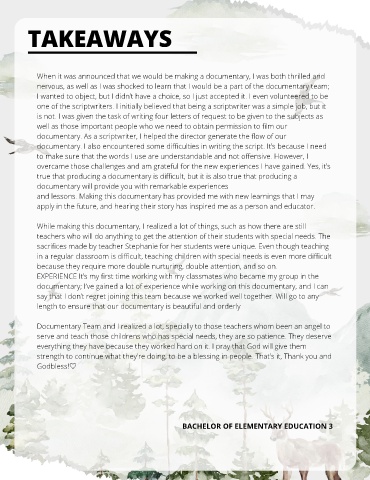 TAKEAWAYS
When it was announced that we would be making a documentary, I was both thrilled and
nervous, as well as I was shocked to learn that I would be a part of the documentary team;
I wanted to object, but I didn't have a choice, so I just accepted it. I even volunteered to be
one of the scriptwriters. I initially believed that being a scriptwriter was a simple job, but it
is not. I was given the task of writing four letters of request to be given to the subjects as
well as those important people who we need to obtain permission to film our
documentary. As a scriptwriter, I helped the director generate the flow of our
documentary. I also encountered some difficulties in writing the script. It's because I need
to make sure that the words I use are understandable and not offensive. However, I
overcame those challenges and am grateful for the new experiences I have gained. Yes, it's
true that producing a documentary is difficult, but it is also true that producing a
documentary will provide you with remarkable experiences
and lessons. Making this documentary has provided me with new learnings that I may
apply in the future, and hearing their story has inspired me as a person and educator.
While making this documentary, I realized a lot of things, such as how there are still
teachers who will do anything to get the attention of their students with special needs. The
sacrifices made by teacher Stephanie for her students were unique. Even though teaching
in a regular classroom is difficult, teaching children with special needs is even more difficult
because they require more double nurturing, double attention, and so on.
EXPERIENCE It's my first time working with my classmates who became my group in the
documentary; I've gained a lot of experience while working on this documentary, and I can
say that I don't regret joining this team because we worked well together. Will go to any
length to ensure that our documentary is beautiful and orderly
Documentary Team and I realized a lot, specially to those teachers whom been an angel to
serve and teach those childrens who has special needs, they are so patience. They deserve
everything they have because they worked hard on it. I pray that God will give them
strength to continue what they're doing, to be a blessing in people. That's it, Thank you and
Godbless!♡
BACHELOR OF ELEMENTARY EDUCATION 3